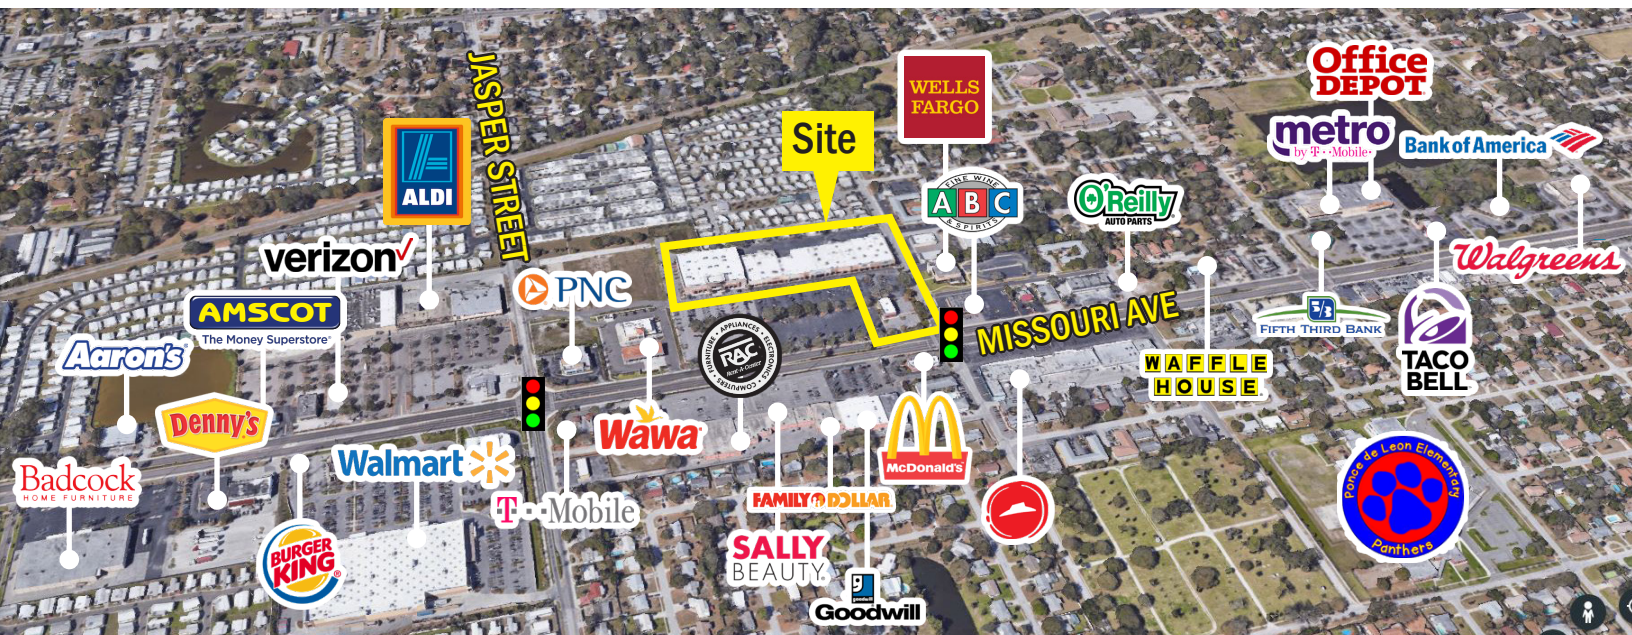 WELLS
FARGO
Office
DEPOT
JASPER STREET
Site
metro
by T··Mobile·
Bank of America
ALDI
FINE WINE
ABC
& SPIRITS
O'Reilly
AUTO PARTS
verizon
Walgreens
PNC
AMSCOT
The Money Superstore®
MISSOURI AVE
5/3
FIFTH THIRD BANK
Aaron's
APPLIANCES • ELECTRONICS • COMPUTERS • FURNITURE •
RAC
Rent-A-Center
WAFFLE
HOUSE
TACO
BELL
Denny's
Wawa
McDonald's
Badcock
HOME FURNITURE
Walmart
T··Mobile
FAMILY DOLLAR
Ponce de Leon Elementary
Panthers
BURGER
KING®
SALLY
BEAUTY
g
goodwill
Goodwill